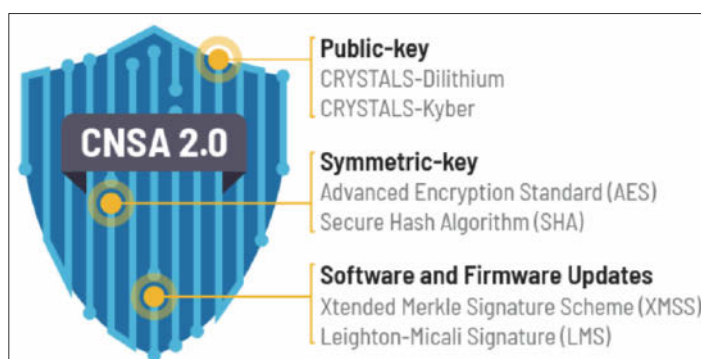 CNSA 2.0
Public-key
CRYSTALS-Dilithium
CRYSTALS-Kyber
Symmetric-key
Advanced Encryption Standard (AES)
Secure Hash Algorithm (SHA)
Software and Firmware Updates
Xtended Merkle Signature Scheme (XMSS)
Leighton-Micali Signature (LMS)